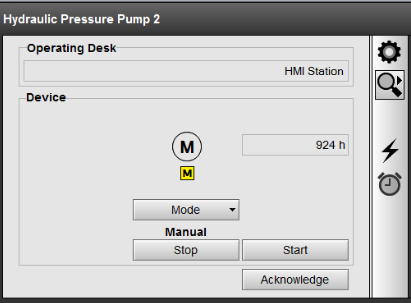 Hydraulic Pressure Pump 2
Operating Desk
HMI Station
Device
M
924 h
M
Mode
Manual
Stop
Start
Acknowledge